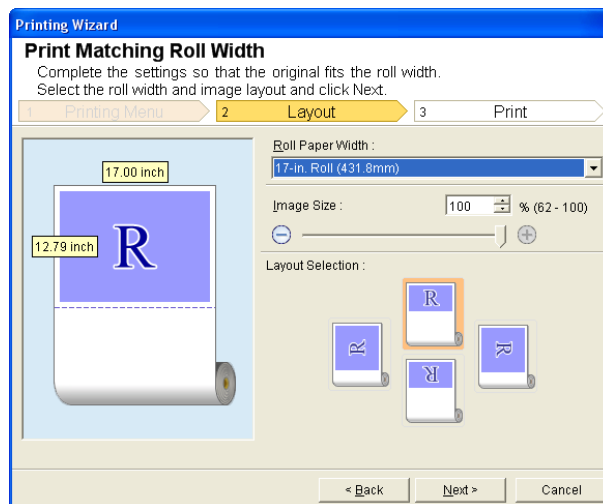 Printing Wizard
Print Matching Roll Width
Complete the settings so that the original fits the roll width.
Select the roll width and image layout and click Next.
1 Printing Menu 2 Layout 3 Print
Roll Paper Width :
17-in. Roll (431.8mm)
17.00 inch
12.79 inch
R
Image Size : 100 % (62 - 100)
Layout Selection :
R
R
R
R
< Back Next > Cancel